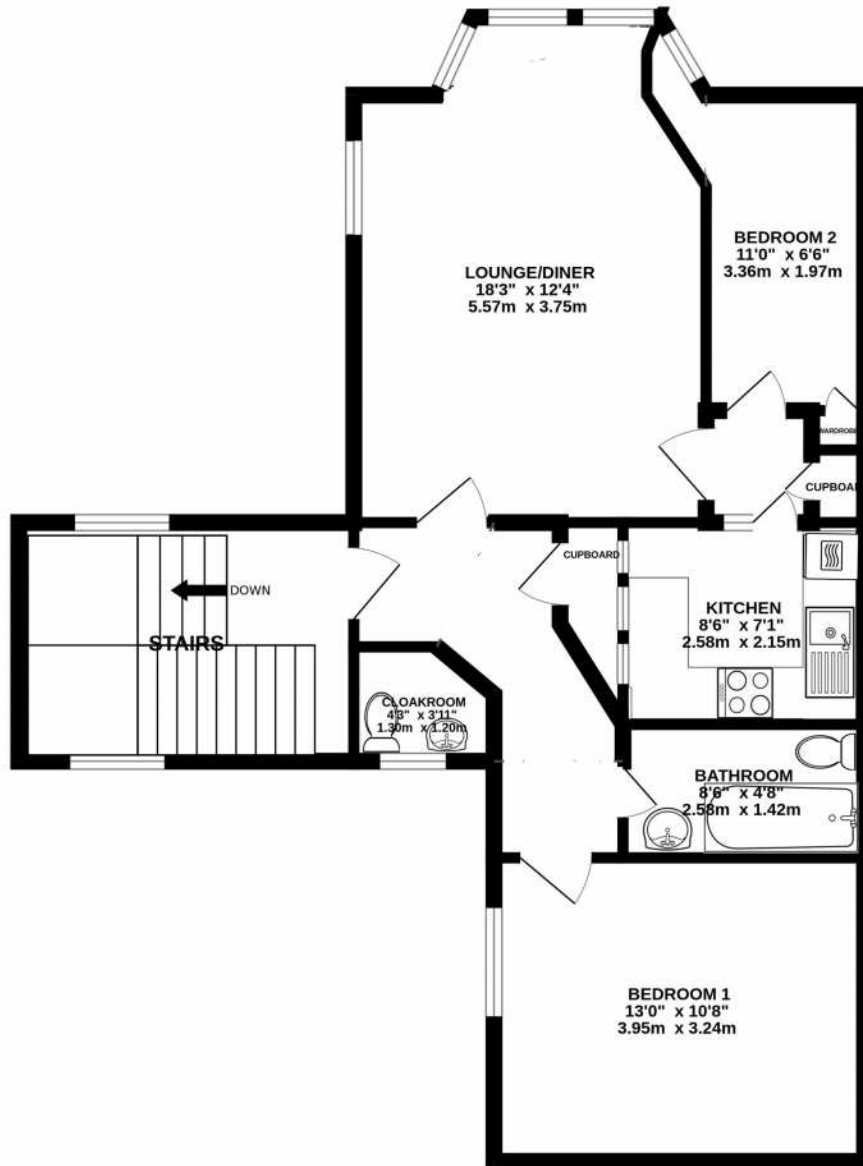 BEDROOM 2
11'0" x 6'6"
3.36m x 1.97m
LOUNGE/DINER
18'3" x 12'4"
5.57m x 3.75m
WARDROBE
CUPBOA
CUPBOARD
DOWN
STAIRS
KITCHEN
8'6" x 7'1"
2.58m x 2.15m
CLOAKROOM
4'3" x 3'11"
1.30m x 1.20m
BATHROOM
8'6" x 4'8"
2.58m x 1.42m
BEDROOM 1
13'0" x 10'8"
3.95m x 3.24m